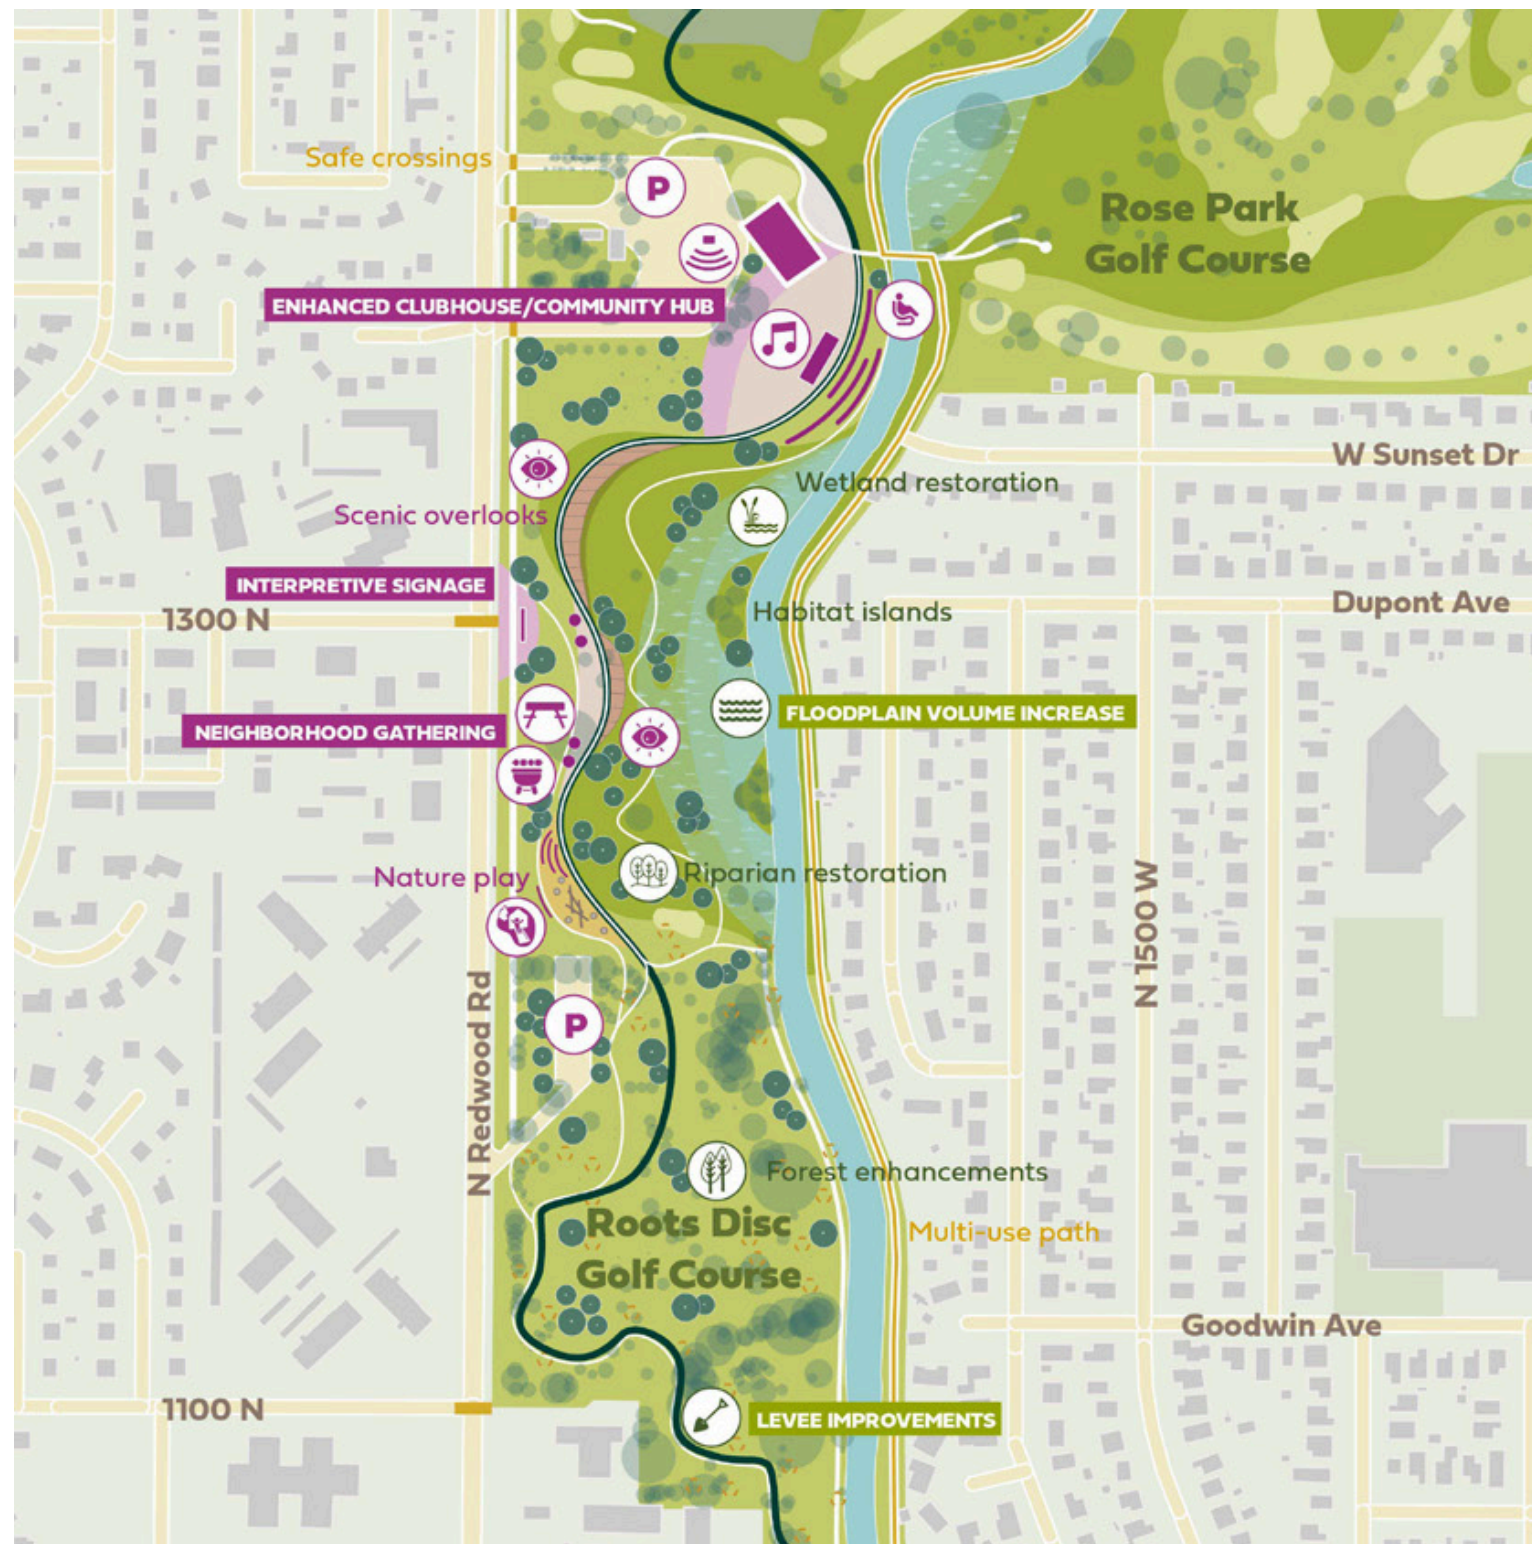 Safe crossings
P
Rose Park
Golf Course
ENHANCED CLUBHOUSE/COMMUNITY HUB
W Sunset Dr
Wetland restoration
Scenic overlooks
INTERPRETIVE SIGNAGE
Dupont Ave
Habitat islands
1300 N
FLOODPLAIN VOLUME INCREASE
NEIGHBORHOOD GATHERING
Riparian restoration
Nature play
N 1500 W
P
N Redwood Rd
Forest enhancements
Roots Disc
Golf Course
Multi-use path
Goodwin Ave
1100 N
LEVEE IMPROVEMENTS